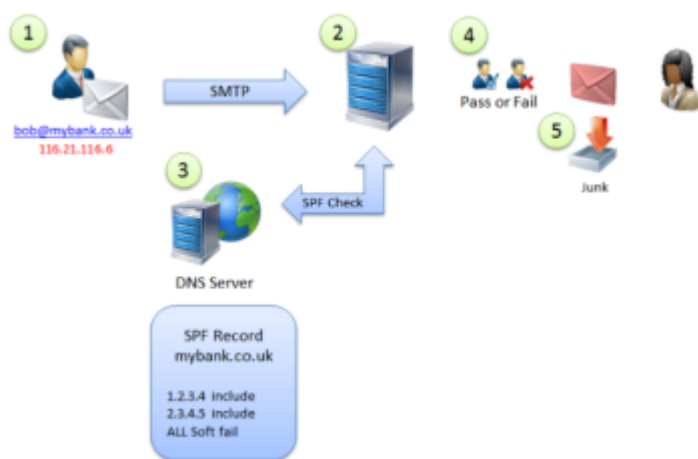 1
2
4
SMTP
Pass or Fail
bob@mybank.co.uk
116.21.116.6
5
3
SPF Check
Junk
DNS Server
SPF Record
mybank.co.uk
1.2.3.4 include
2.3.4.5 include
ALL Soft fail